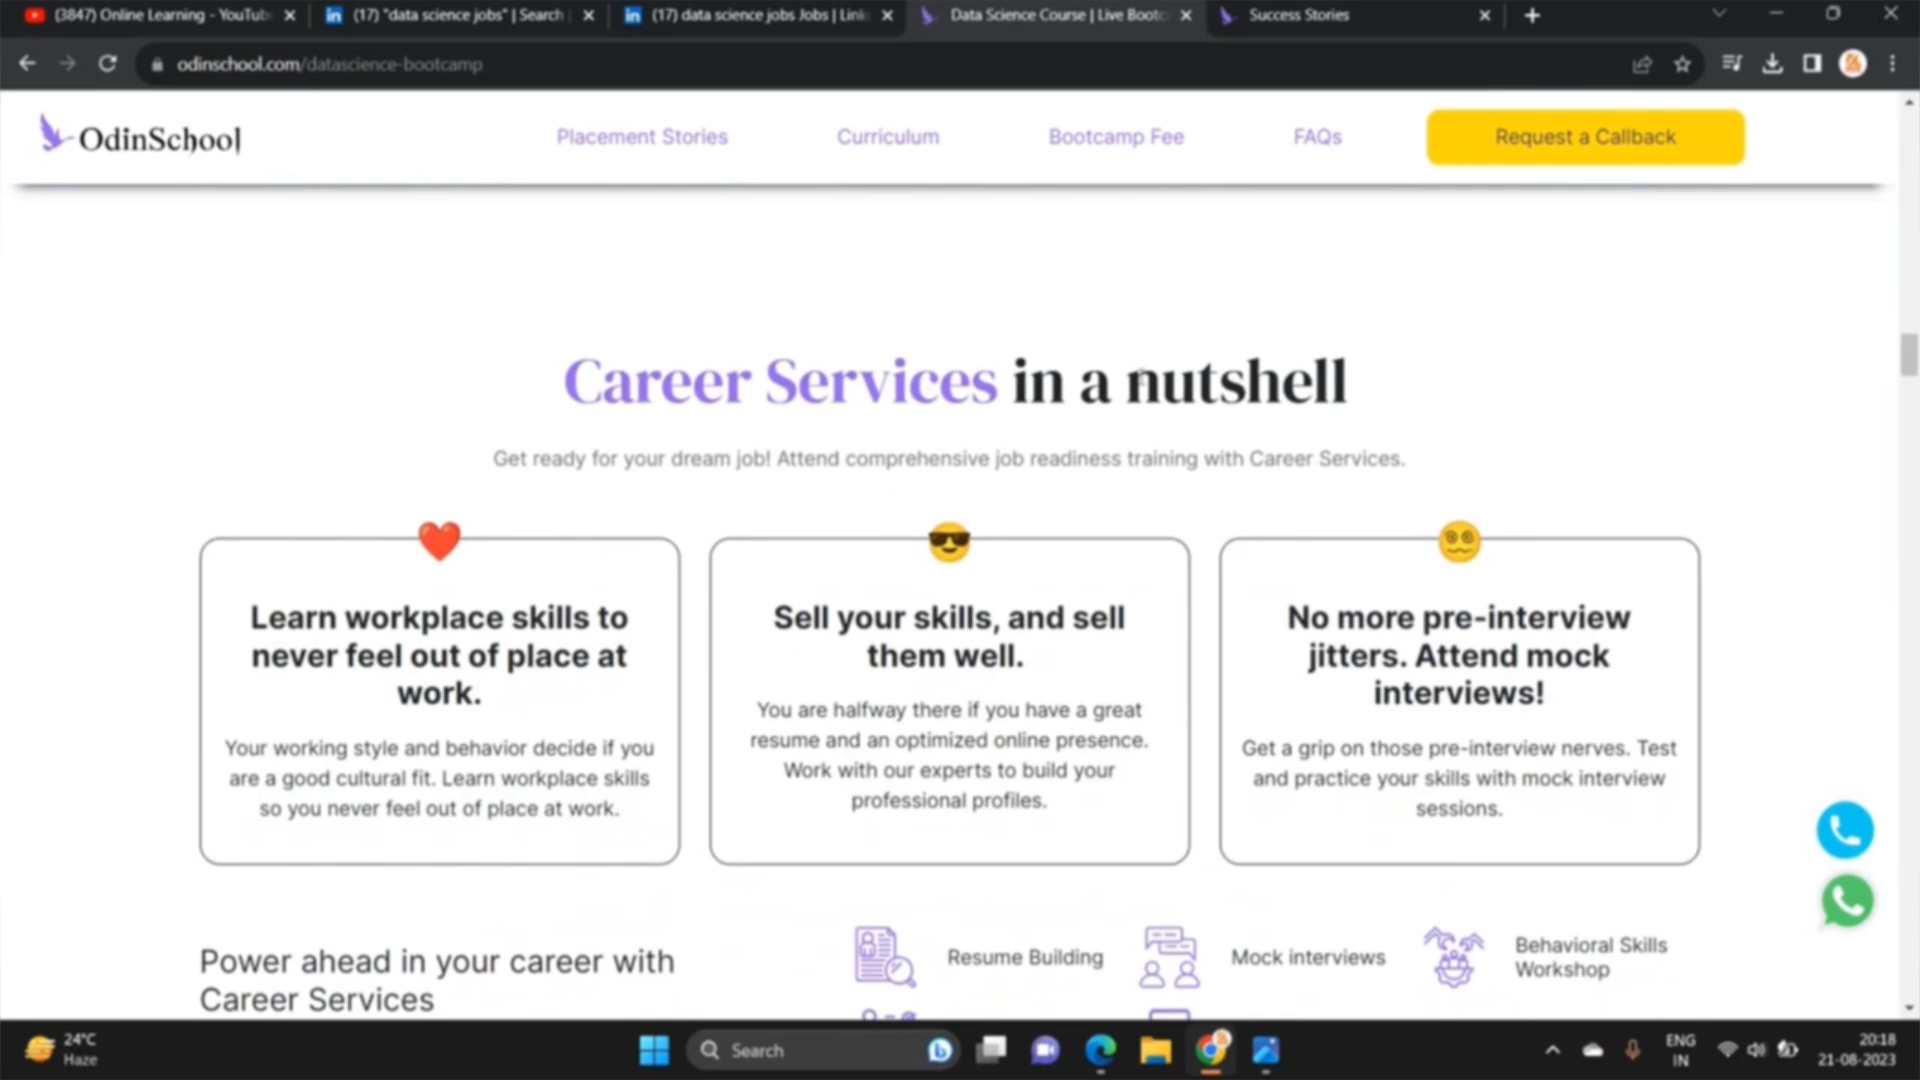 (3847) Online Learning - YouTub
(17) "data science jobs" | Search
(17) data science jobs Jobs | Link
Data Science Course | Live Bootc
Success Stories
odinschool.com/datascience-bootcamp
OdinSchool
Placement Stories
Curriculum
Bootcamp Fee
FAQs
Request a Callback
Career Services in a nutshell
Get ready for your dream job! Attend comprehensive job readiness training with Career Services.
Learn workplace skills to
never feel out of place at
work.
Your working style and behavior decide if you
are a good cultural fit. Learn workplace skills
so you never feel out of place at work.
Sell your skills, and sell
them well.
You are halfway there if you have a great
resume and an optimized online presence.
Work with our experts to build your
professional profiles.
No more pre-interview
jitters. Attend mock
interviews!
Get a grip on those pre-interview nerves. Test
and practice your skills with mock interview
sessions.
Power ahead in your career with
Career Services
Resume Building
Mock interviews
Behavioral Skills
Workshop
24°C
Haze
Search
ENG
IN
20:18
21-08-2023